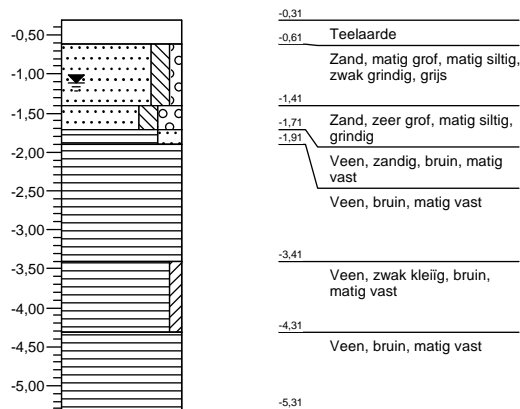 -0,50
-1,00
-1,50
-2,00
-2,50
-3,00
-3,50
-4,00
-4,50
-5,00
-0,31
Teelaarde
-0,61
Zand, matig grof, matig siltig,
zwak grindig, grijs
-1,41
Zand, zeer grof, matig siltig,
grindig
-1,71
Veen, zandig, bruin, matig
vast
-1,91
Veen, bruin, matig vast
-3,41
Veen, zwak kleiïg, bruin,
matig vast
-4,31
Veen, bruin, matig vast
-5,31